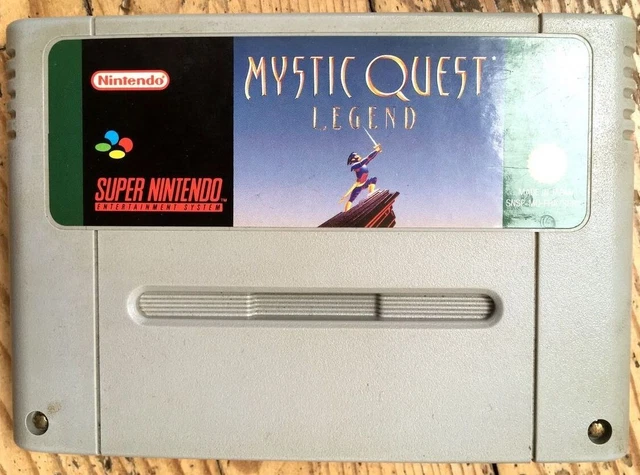 Nintendo
SUPER NINTENDO
ENTERTAINMENT SYSTEM
MYSTIC QUEST
LEGEND